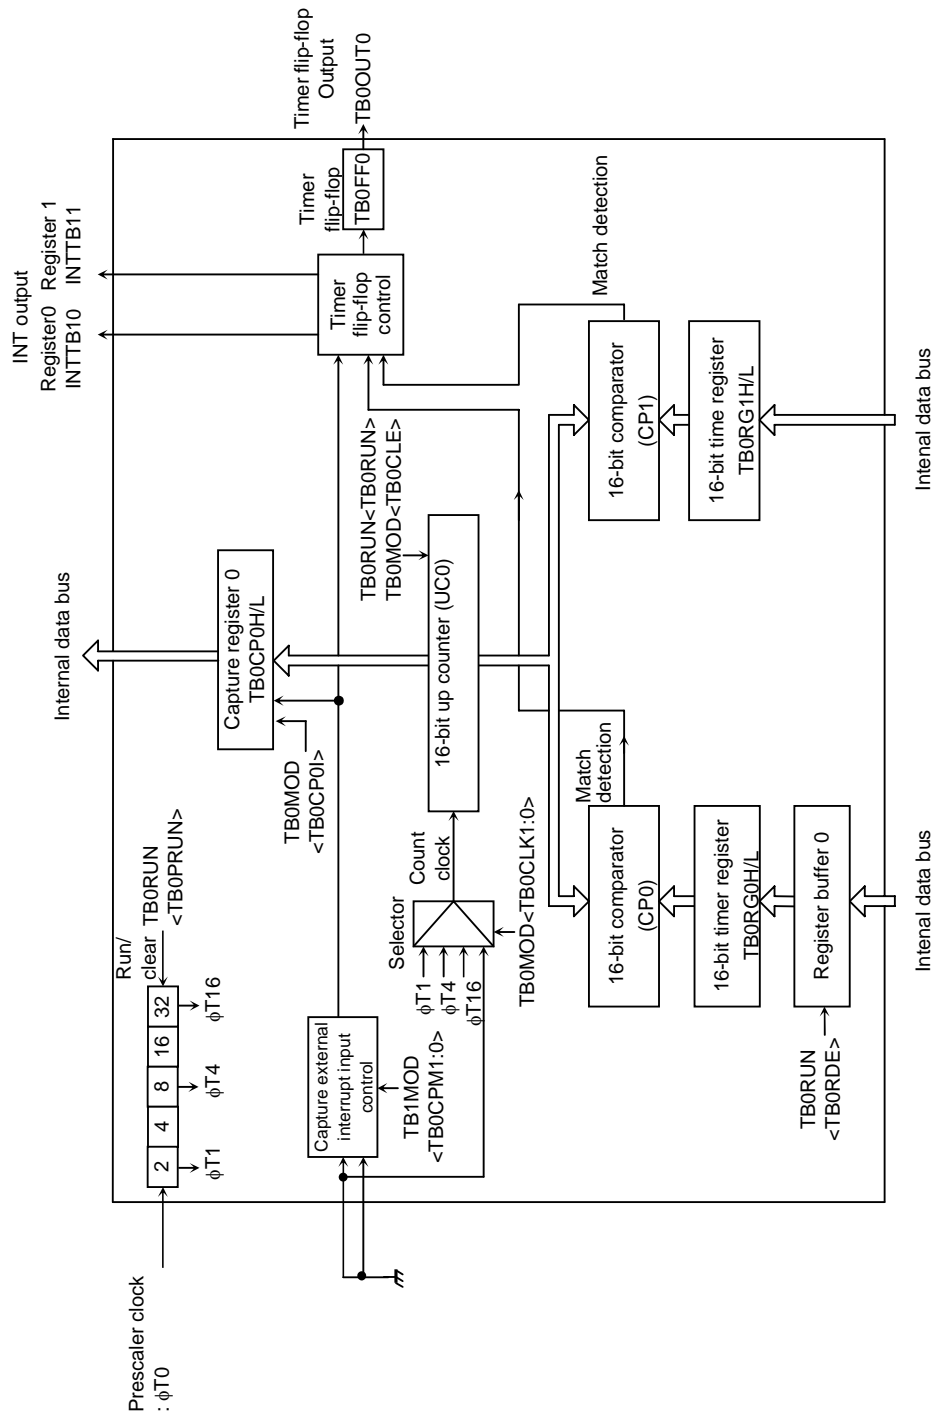 Prescaler clock
: φT0
2
4
8
16
32
φT1
φT4
φT16
Run/
clear
TB0RUN
<TB0PRUN>
Internal data bus
Capture register 0
TB0CP0H/L
TB0MOD
<TB0CP0I>
INT output
Register0
INTTB10
Register 1
INTTB11
Timer flip-flop
Output
TB0OUT0
Timer
flip-flop
TB0FF0
Timer
flip-flop
control
Capture external
interrupt input
control
TB1MOD
<TB0CPM1:0>
Selector
φT1
φT4
φT16
TB0MOD<TB0CLK1:0>
Count
clock
16-bit up counter (UC0)
TB0RUN<TB0RUN>
TB0MOD<TB0CLE>
Match
detection
Match detection
16-bit comparator
(CP0)
16-bit timer register
TB0RG0H/L
Register buffer 0
TB0RUN
<TB0RDE>
16-bit comparator
(CP1)
16-bit time register
TB0RG1H/L
Intenal data bus
Intenal data bus